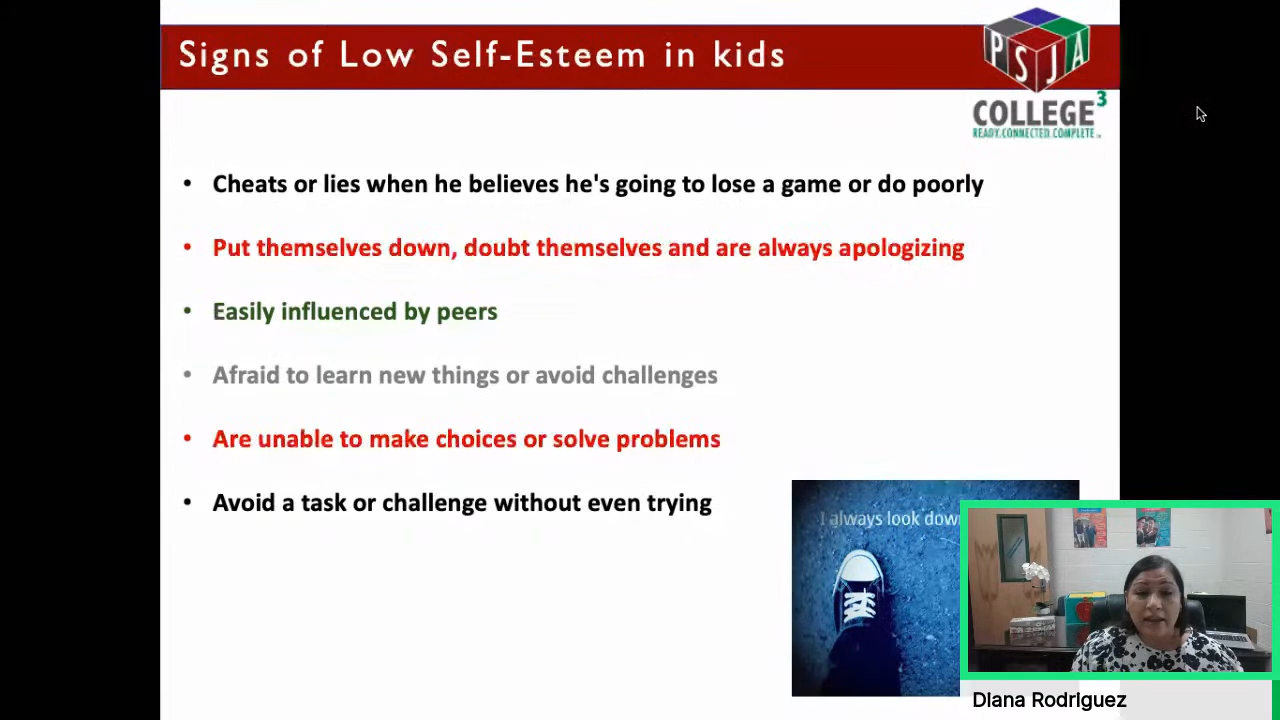 Signs of Low Self-Esteem in kids
PSJA
COLLEGE³
READY.CONNECTED.COMPLETE.™
• Cheats or lies when he believes he's going to lose a game or do poorly
• Put themselves down, doubt themselves and are always apologizing
• Easily influenced by peers
• Afraid to learn new things or avoid challenges
• Are unable to make choices or solve problems
• Avoid a task or challenge without even trying
I always look down
Diana Rodriguez